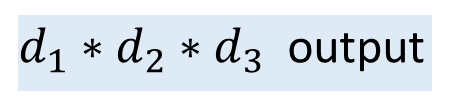 d₁ * d₂ * d₃ output